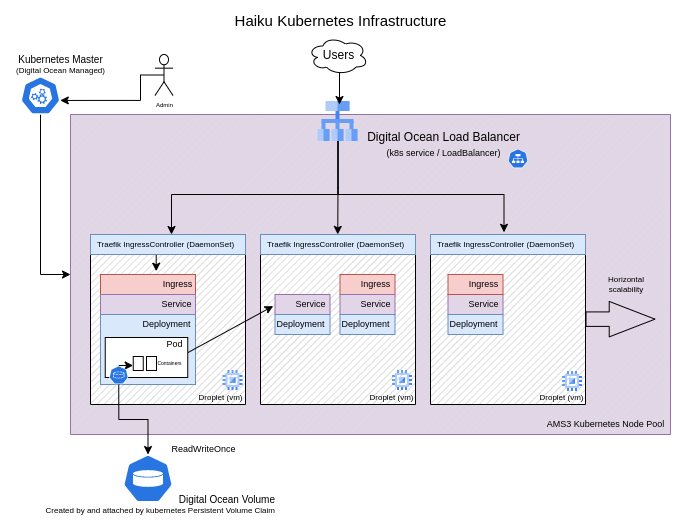 Haiku Kubernetes Infrastructure
Kubernetes Master
(Digital Ocean Managed)
Admin
Users
Digital Ocean Load Balancer
(k8s service / LoadBalancer)
Traefik IngressController (DaemonSet)
Traefik IngressController (DaemonSet)
Traefik IngressController (DaemonSet)
Ingress
Service
Deployment
Pod
Containers
Droplet (vm)
Service
Deployment
Ingress
Service
Deployment
Droplet (vm)
Ingress
Service
Deployment
Droplet (vm)
Horizontal
scalability
AMS3 Kubernetes Node Pool
ReadWriteOnce
Digital Ocean Volume
Created by and attached by kubernetes Persistent Volume Claim